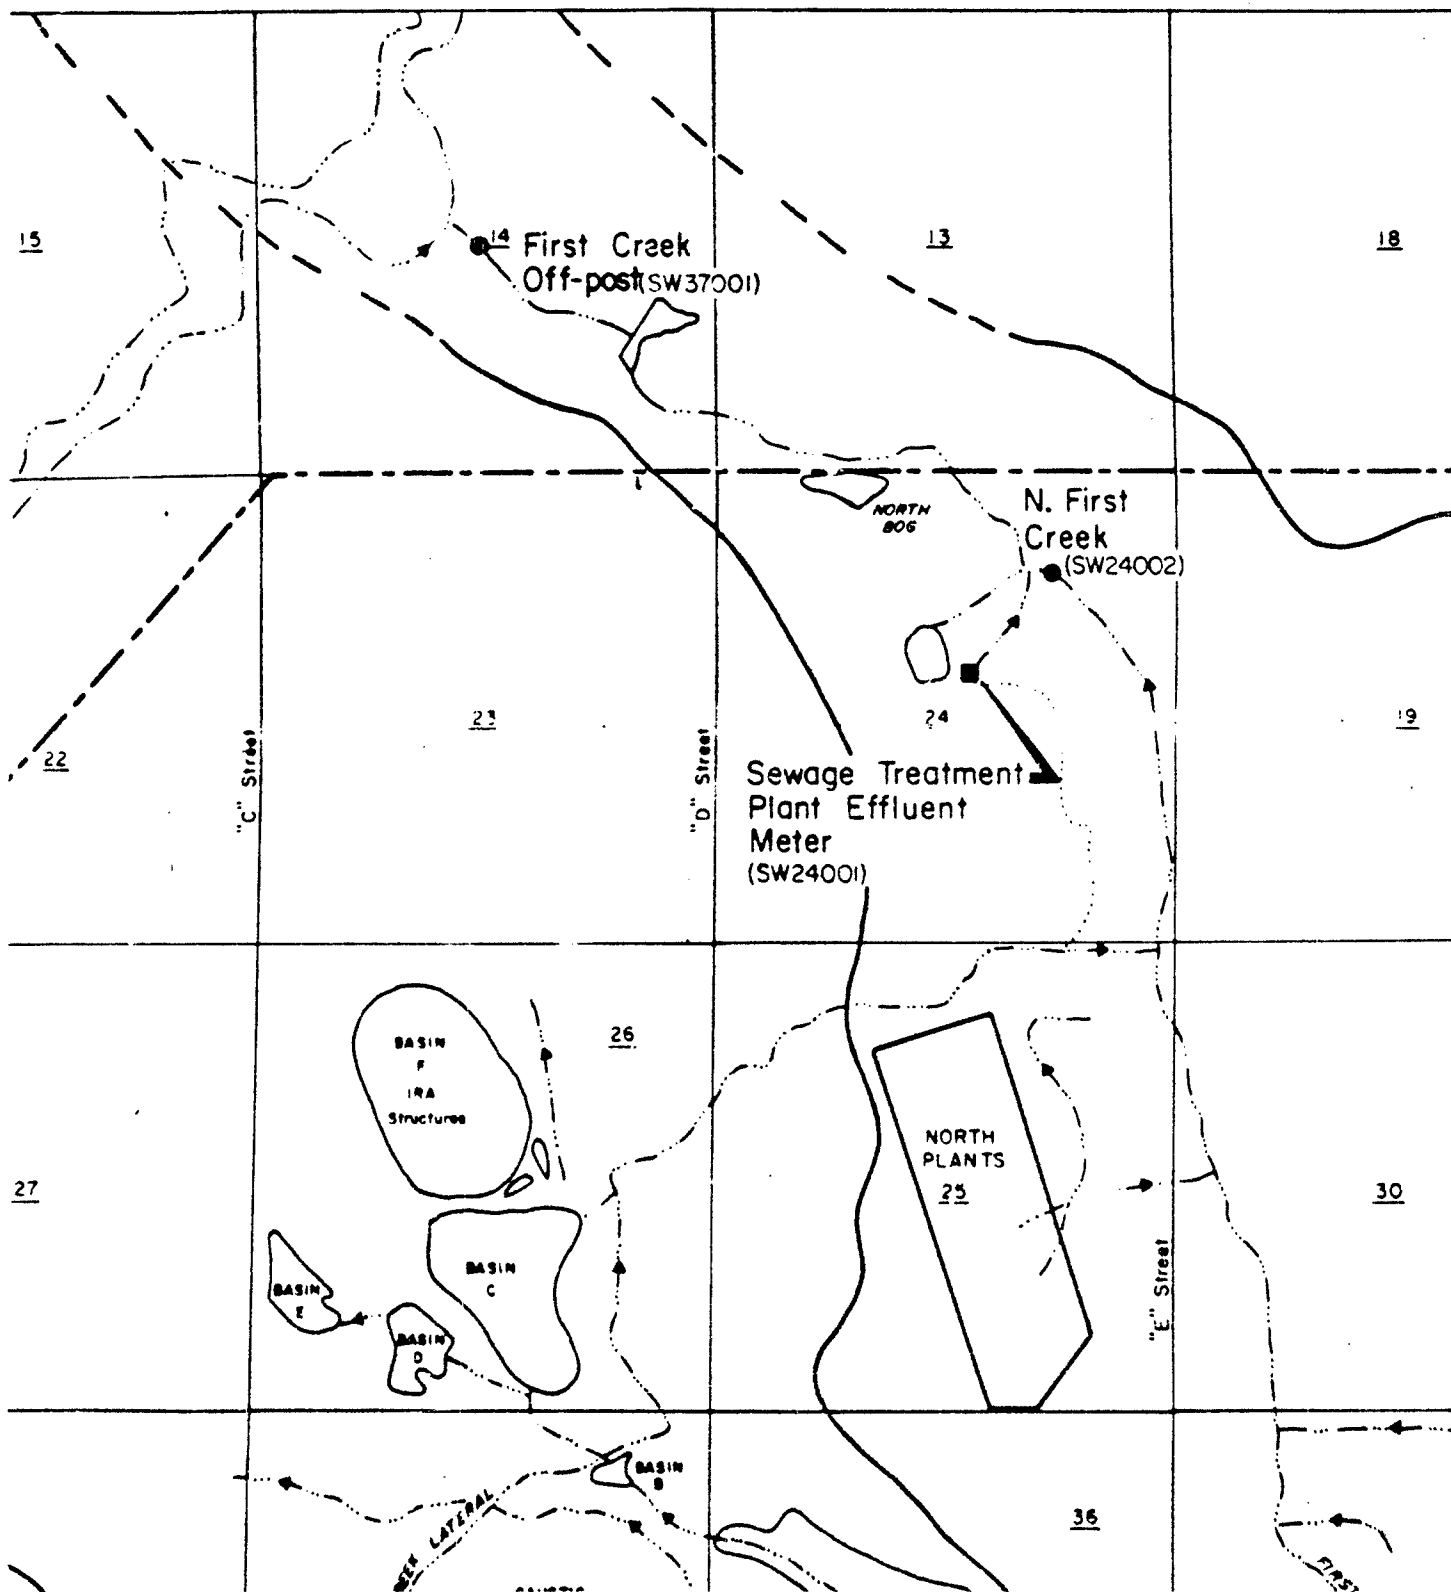 15
14 First Creek
Off-post (SW37001)
13
18
NORTH
BOG
N. First
Creek
(SW24002)
22
"C" Street
23
"D" Street
24
19
Sewage Treatment
Plant Effluent
Meter
(SW24001)
26
BASIN
F
IRA
Structures
NORTH
PLANTS
25
27
30
BASIN
C
BASIN
E
BASIN
D
"E" Street
BASIN
B
LATERAL
36
FIRST